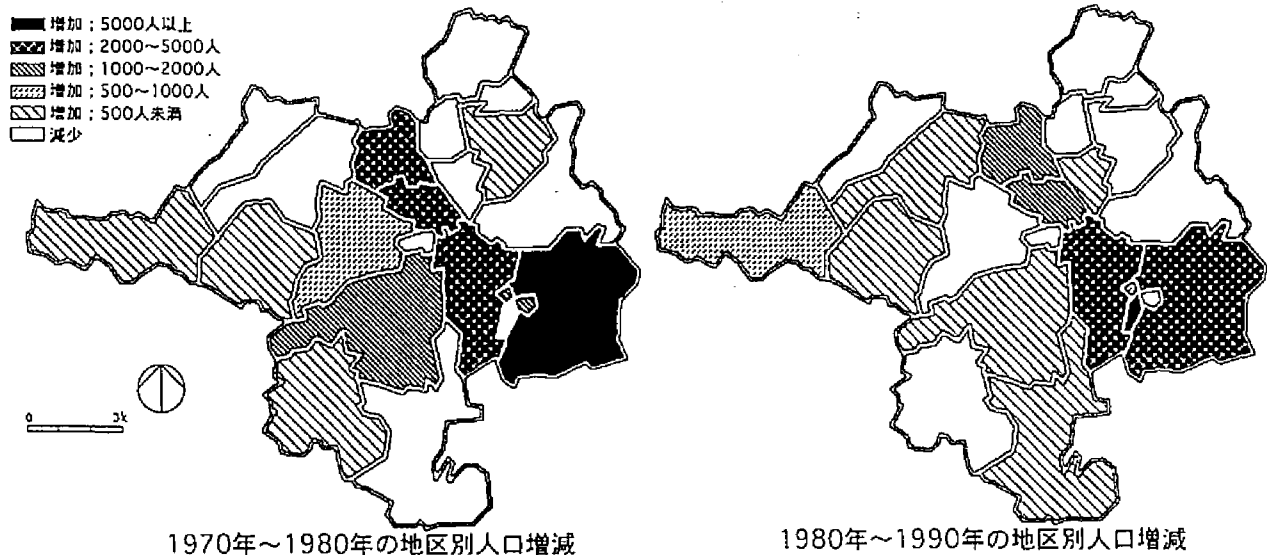 増加；5000人以上
増加；2000～5000人
増加；1000～2000人
増加；500～1000人
増加；500人未満
減少
0 3k
1970年～1980年の地区別人口増減
1980年～1990年の地区別人口増減